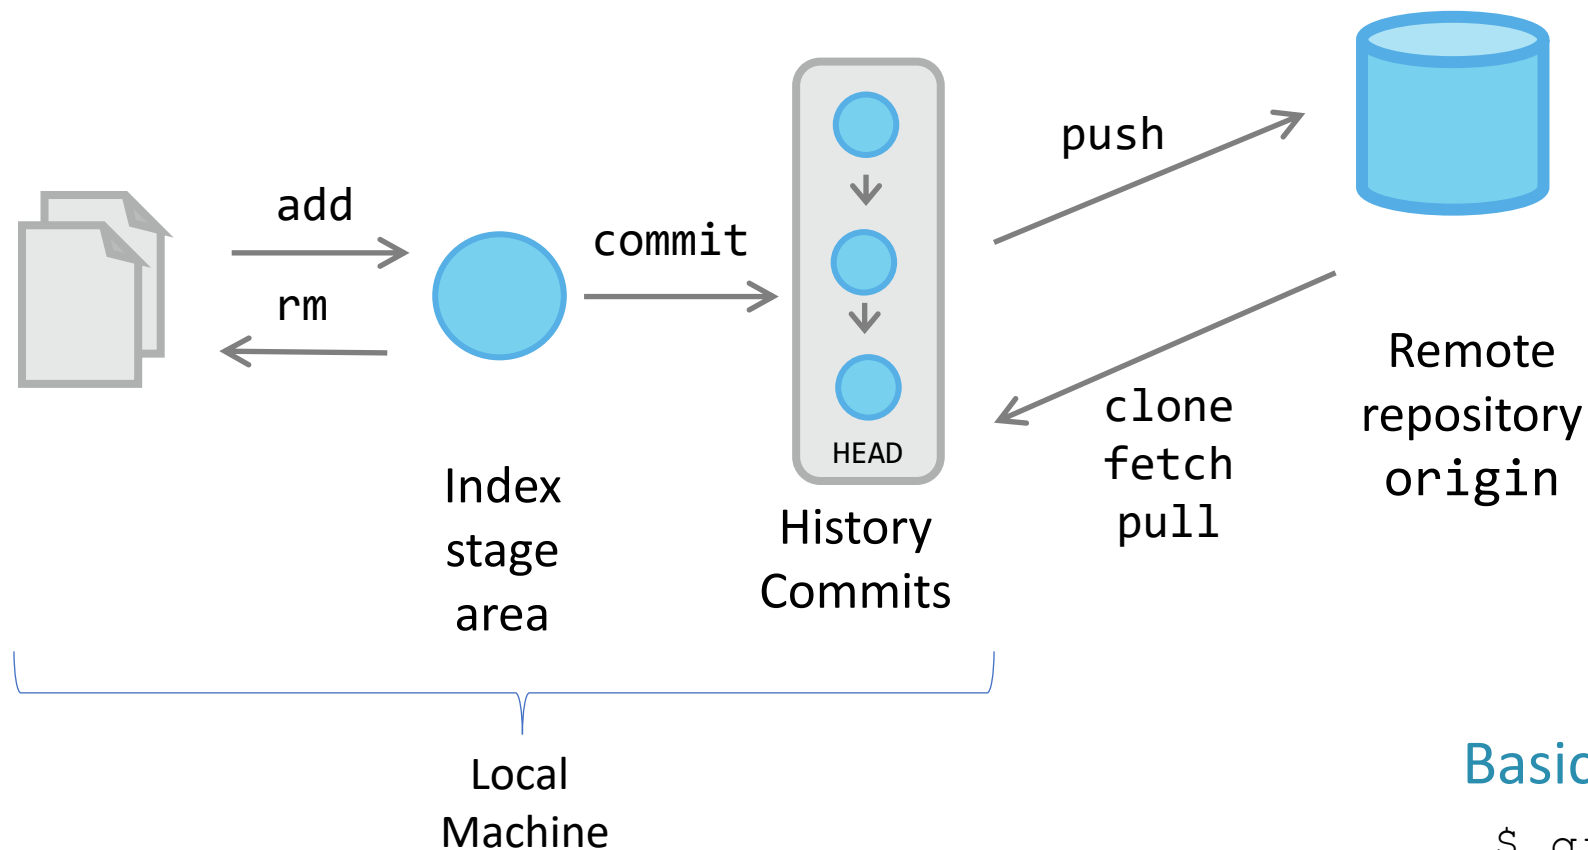 add
rm
commit
push
HEAD
clone
fetch
pull
Remote
repository
origin
Index
stage
area
History
Commits
Local
Machine
Basic
$ g